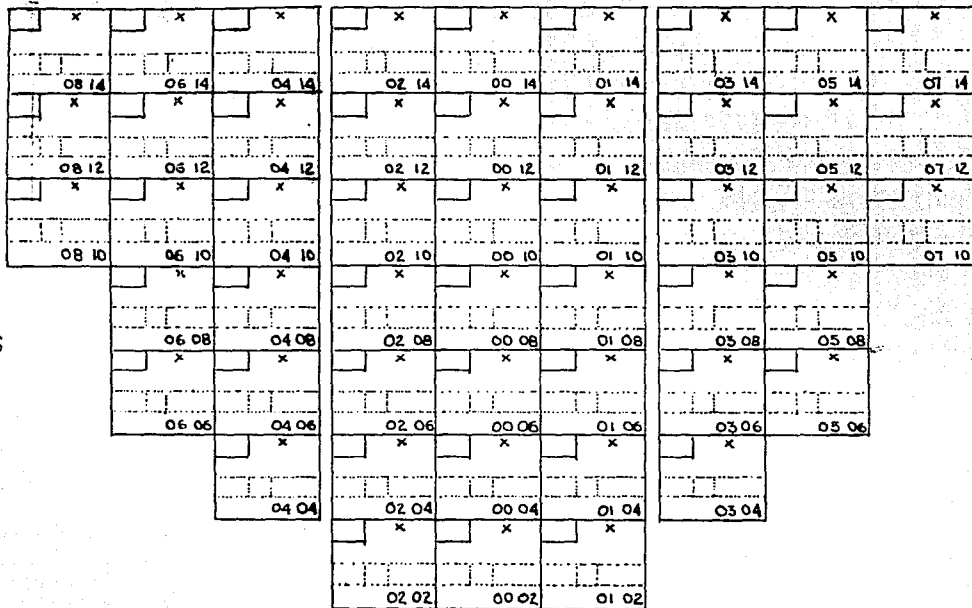 x x x x x x x x x
08 14 06 14 04 14 02 14 00 14 01 14 03 14 05 14 07 14
x x x x x x x x x
08 12 06 12 04 12 02 12 00 12 01 12 03 12 05 12 07 12
x x x x x x x x x
08 10 06 10 04 10 02 10 00 10 01 10 03 10 05 10 07 10
x x x x x x x
06 08 04 08 02 08 00 08 01 08 03 08 05 08
x x x x x x x
06 06 04 06 02 06 00 06 01 06 03 06 05 06
x x x x x
04 04 02 04 00 04 01 04 03 04
x x x
02 02 00 02 01 02